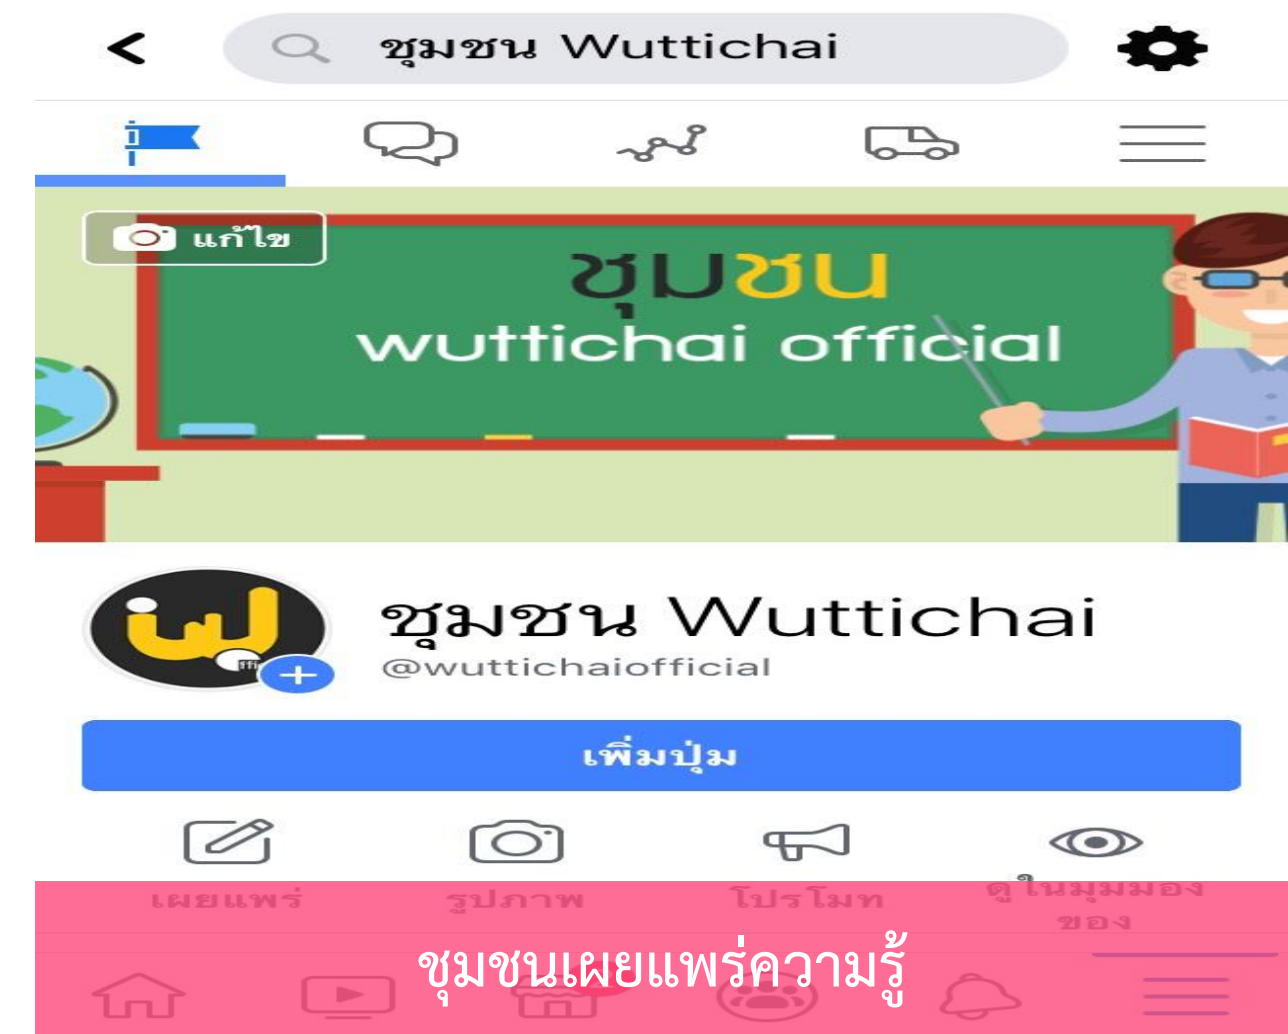 ชุมชน Wuttichai
แก้ไข
ชุมชน
wuttichai official
ชุมชน Wuttichai
@wuttichaiofficial
เพิ่มปุ่ม
เผยแพร่ รูปภาพ โปรโมท ดูในมุมมอง
ของ
ชุมชนเผยแพร่ความรู้